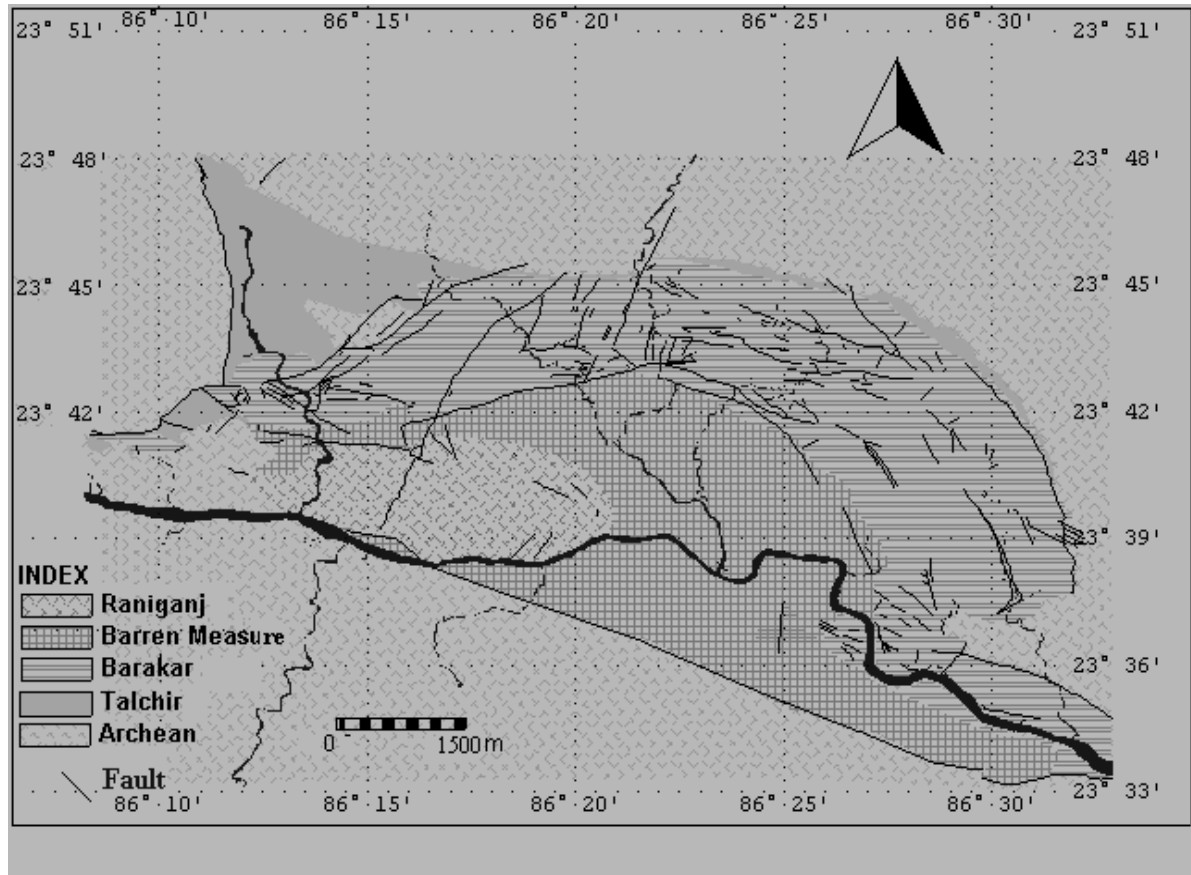 86° 10' 86° 15' 86° 20' 86° 25' 86° 30'
23° 51' 23° 51'
23° 48' 23° 48'
23° 45' 23° 45'
23° 42' 23° 42'
23° 39' 39'
INDEX
Raniganj
Barren Measure
Barakar
23° 36'
Talchir
Archean
0 1500m
Fault
86° 10' 86° 15' 86° 20' 86° 25' 86° 30' 23° 33'